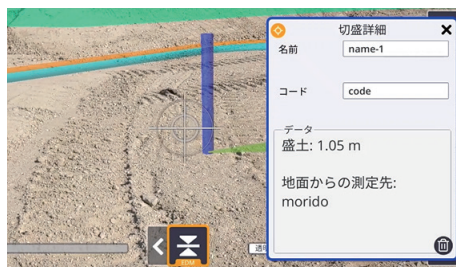 切盛詳細
名前
name-1
コード
code
データ
盛土: 1.05 m
地面からの測定先:
morido
EDM